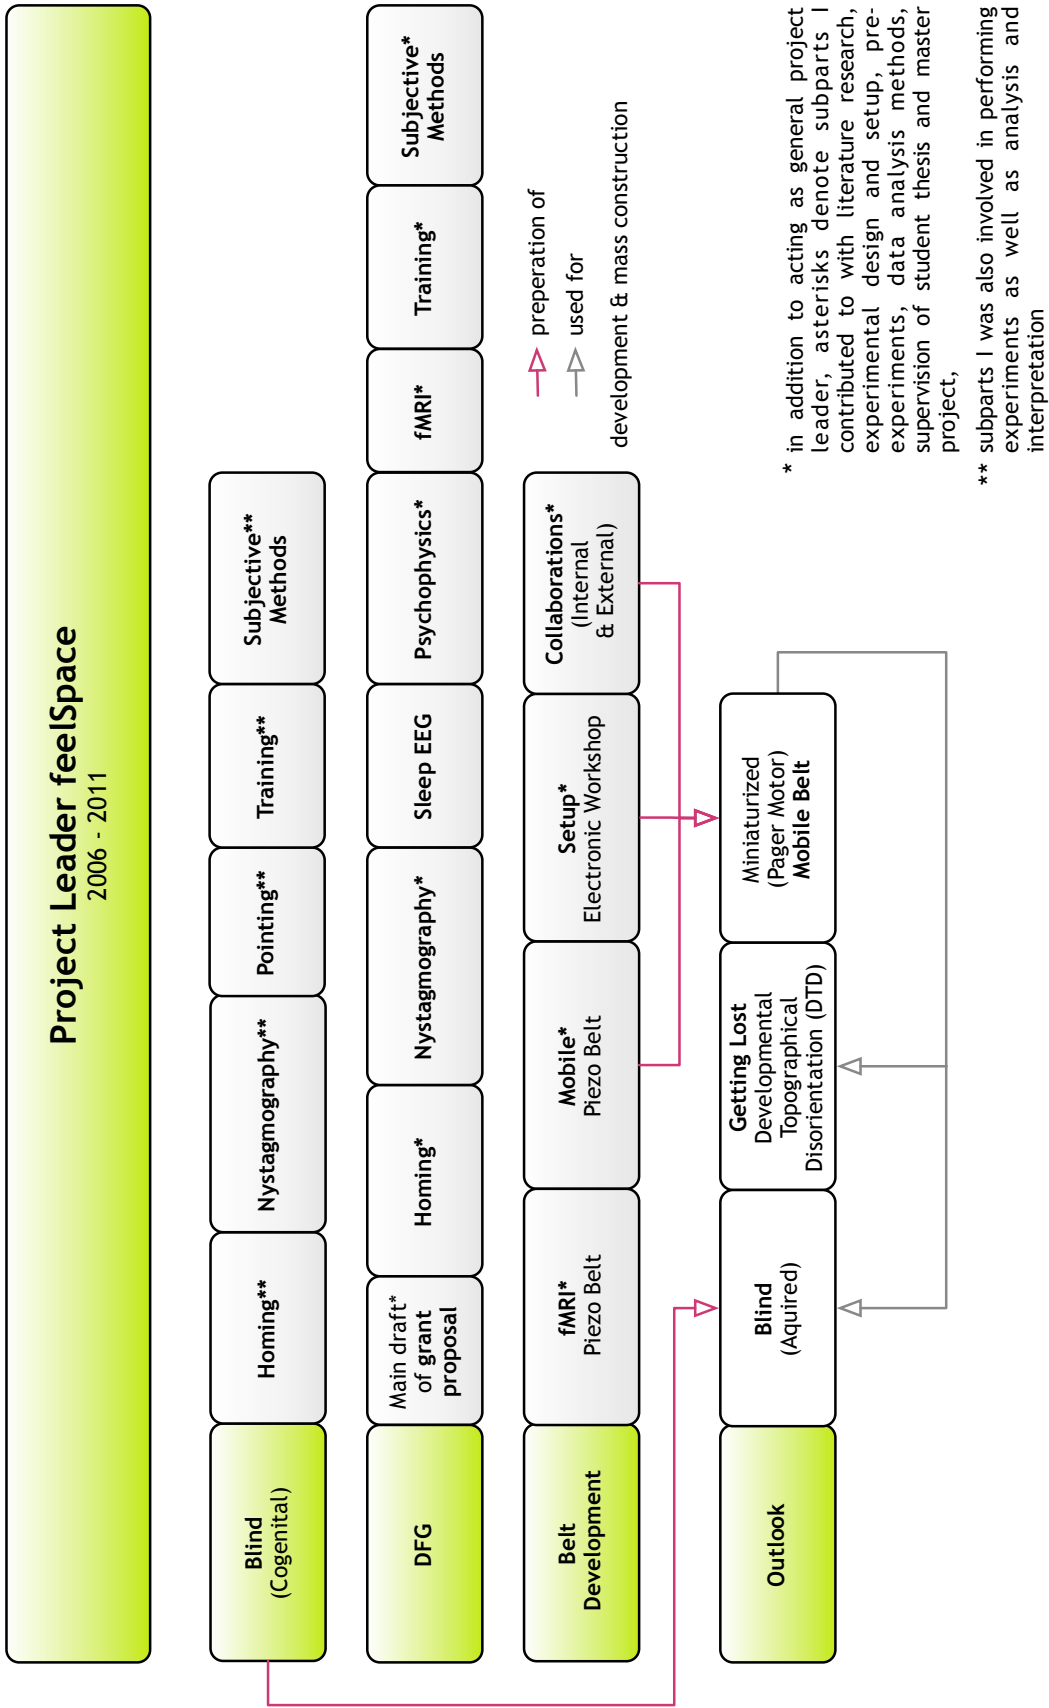 Project Leader feelSpace
2006 - 2011
Blind
(Cogenital)
Homing**
Nystagmography**
Pointing**
Training**
Subjective**
Methods
DFG
Main draft*
of grant
proposal
Homing*
Nystagmography*
Sleep EEG
Psychophysics*
fMRI*
Training*
Subjective*
Methods
Belt
Development
fMRI*
Piezo Belt
Mobile*
Piezo Belt
Setup*
Electronic Workshop
Collaborations*
(Internal
& External)
preperation of
used for
development & mass construction
Outlook
Blind
(Aquired)
Getting Lost
Developmental
Topographical
Disorientation (DTD)
Miniaturized
(Pager Motor)
Mobile Belt
* in addition to acting as general project
leader, asterisks denote subparts I
contributed to with literature research,
experimental design and setup, pre-
experiments, data analysis methods,
supervision of student thesis and master
project,
** subparts I was also involved in performing
experiments as well as analysis and
interpretation